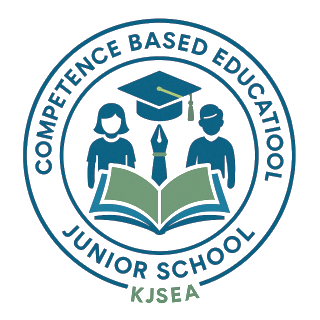 COMPETENCE BASED EDUCATIOOL
JUNIOR SCHOOL
KJSEA